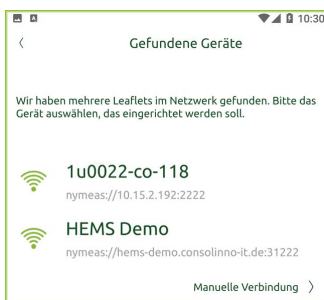 10:30
Gefundene Geräte
Wir haben mehrere Leaflets im Netzwerk gefunden. Bitte das
Gerät auswählen, das eingerichtet werden soll.
1u0022-co-118
nymeas://10.15.2.192:2222
HEMS Demo
nymeas://hems-demo.consolinno-it.de:31222
Manuelle Verbindung